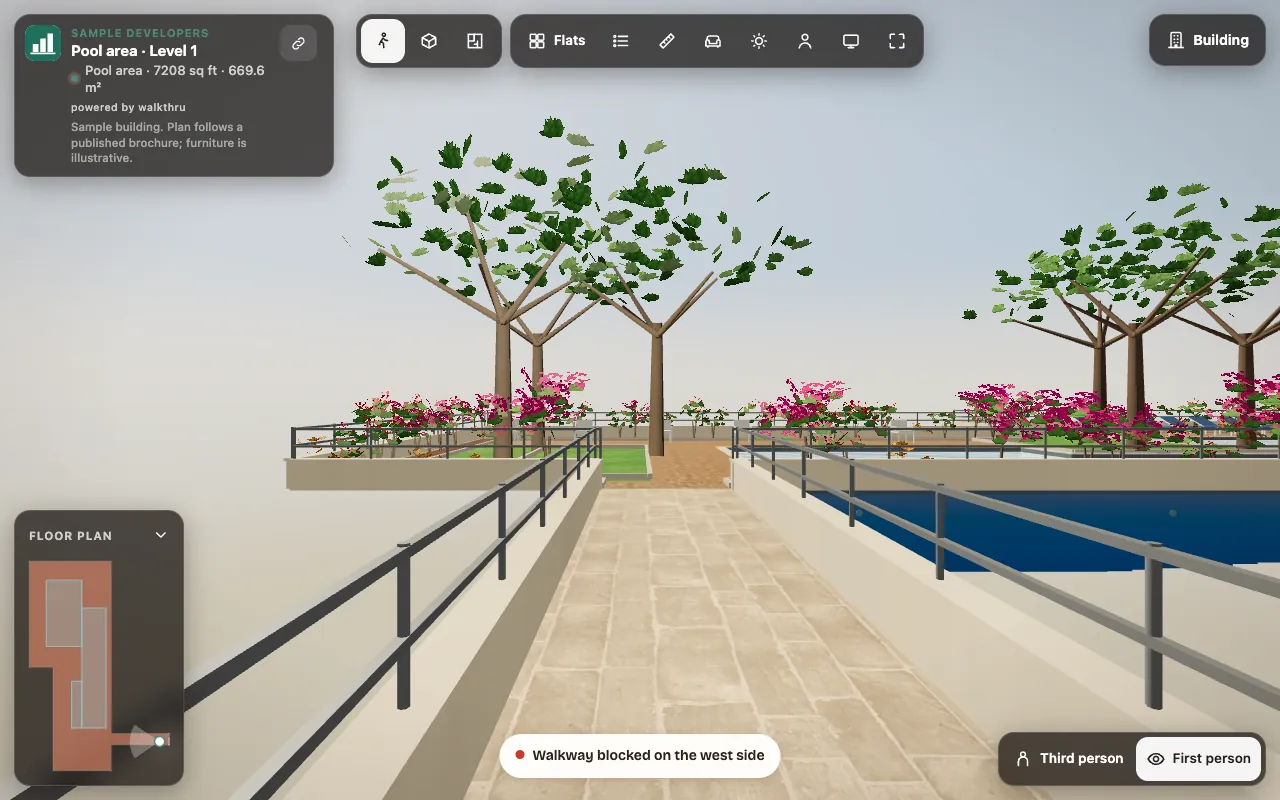 SAMPLE DEVELOPERS
Pool area · Level 1
Pool area · 7208 sq ft · 669.6
m²
powered by walkthru
Sample building. Plan follows a
published brochure; furniture is
illustrative.
Flats
Building
FLOOR PLAN
Walkway blocked on the west side
Third person
First person